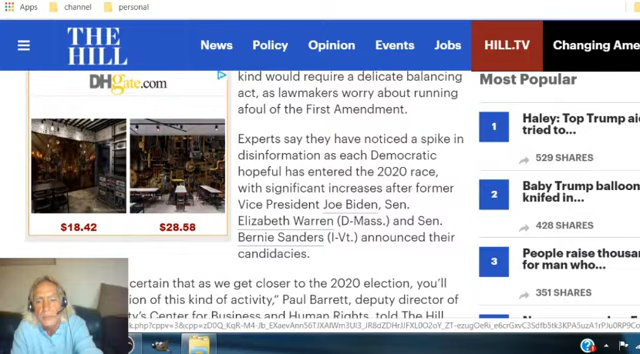 Apps channel personal
THE HILL
News Policy Opinion Events Jobs HILL.TV Changing Ame
DHgate.com
$18.42 $28.58
kind would require a delicate balancing
act, as lawmakers worry about running
afoul of the First Amendment.
Experts say they have noticed a spike in
disinformation as each Democratic
hopeful has entered the 2020 race,
with significant increases after former
Vice President Joe Biden, Sen.
Elizabeth Warren (D-Mass.) and Sen.
Bernie Sanders (I-Vt.) announced their
candidacies.
certain that as we get closer to the 2020 election, you'll
ion of this kind of activity," Paul Barrett, deputy director of
ty's Center for Business and Human Rights, told The Hill
Most Popular
1 Haley: Top Trump aid
tried to...
529 SHARES
2 Baby Trump balloon
knifed in...
428 SHARES
3 People raise thousan
for man who...
351 SHARES